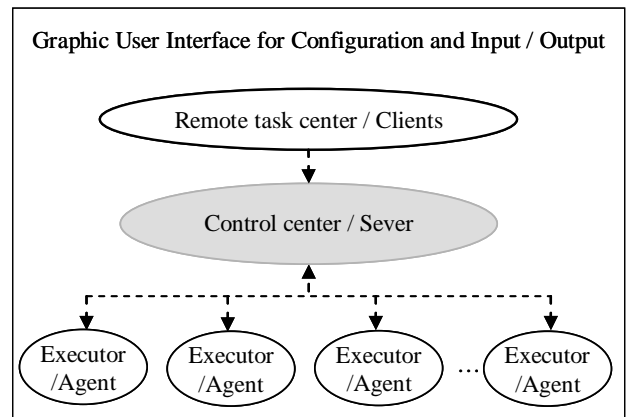 Graphic User Interface for Configuration and Input / Output
Remote task center / Clients
Control center / Sever
Executor
/Agent
Executor
/Agent
Executor
/Agent
...
Executor
/Agent